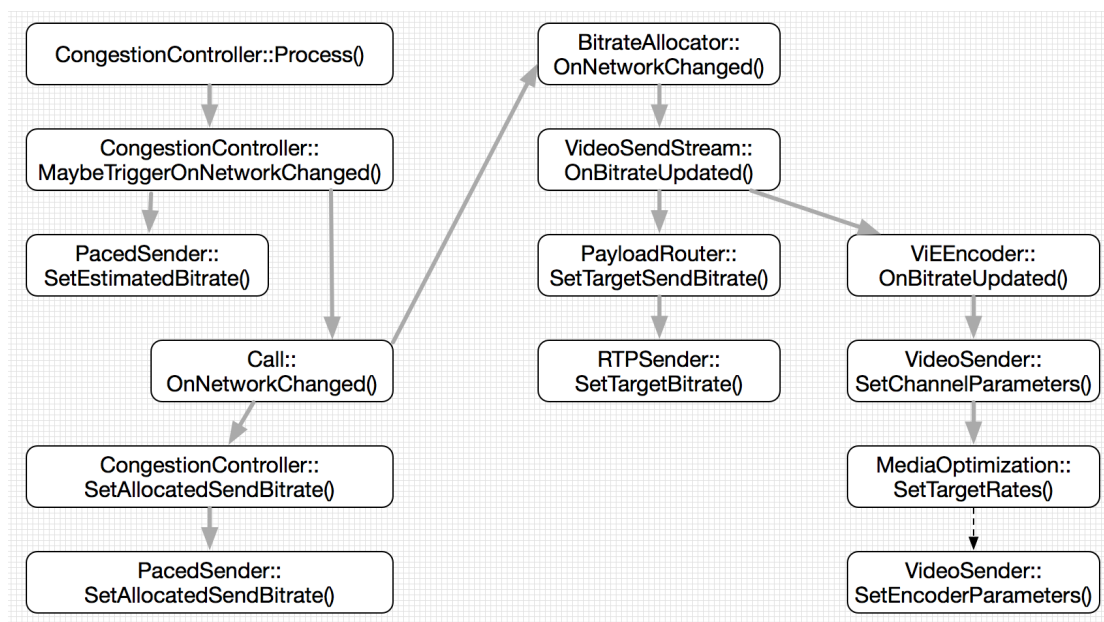 CongestionController::Process()
CongestionController::
MaybeTriggerOnNetworkChanged()
PacedSender::
SetEstimatedBitrate()
Call::
OnNetworkChanged()
CongestionController::
SetAllocatedSendBitrate()
PacedSender::
SetAllocatedSendBitrate()
BitrateAllocator::
OnNetworkChanged()
VideoSendStream::
OnBitrateUpdated()
PayloadRouter::
SetTargetSendBitrate()
RTPSender::
SetTargetBitrate()
ViEEncoder::
OnBitrateUpdated()
VideoSender::
SetChannelParameters()
MediaOptimization::
SetTargetRates()
VideoSender::
SetEncoderParameters()